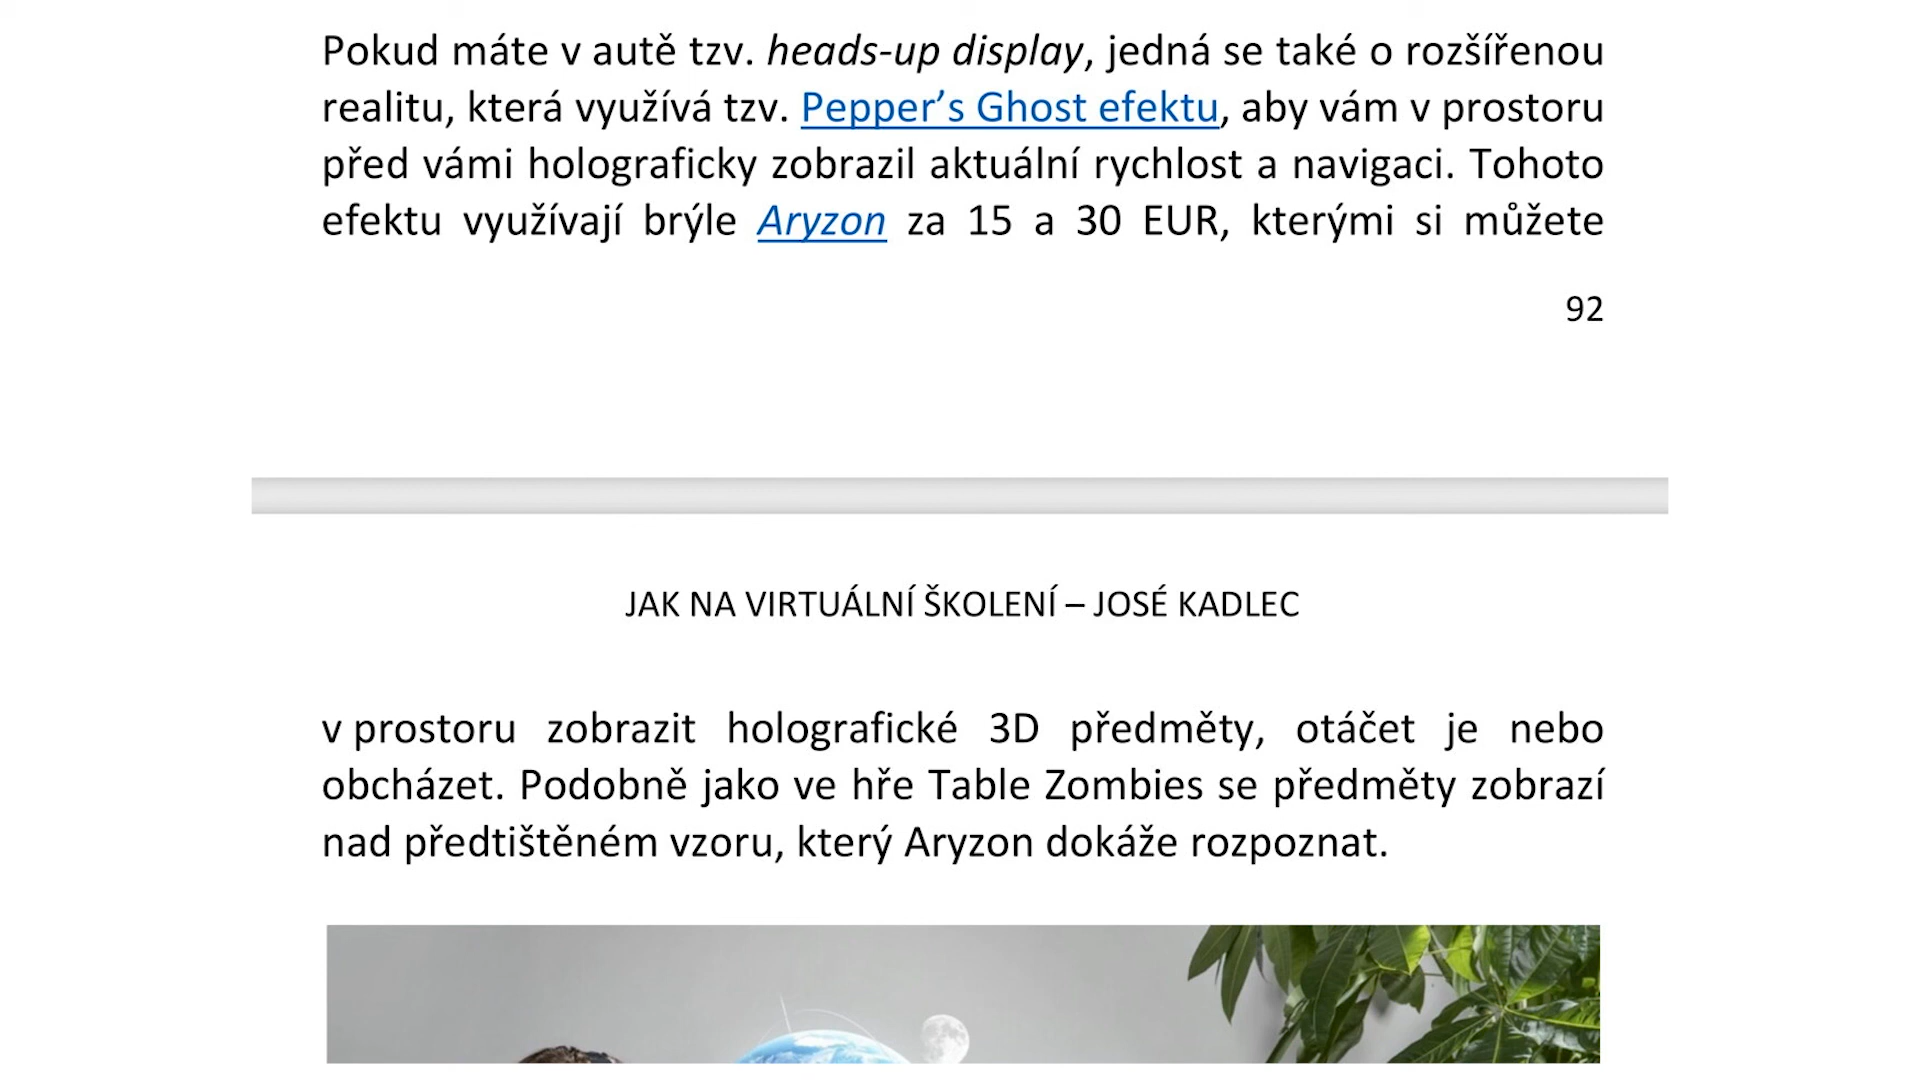 Pokud máte v autě tzv. heads-up display, jedná se také o rozšířenou
realitu, která využívá tzv. Pepper’s Ghost efektu, aby vám v prostoru
před vámi holograficky zobrazil aktuální rychlost a navigaci. Tohoto
efektu využívají brýle Aryzon za 15 a 30 EUR, kterými si můžete
92
JAK NA VIRTUÁLNÍ ŠKOLENÍ – JOSÉ KADLEC
v prostoru zobrazit holografické 3D předměty, otáčet je nebo
obcházet. Podobně jako ve hře Table Zombies se předměty zobrazí
nad předtištěném vzoru, který Aryzon dokáže rozpoznat.